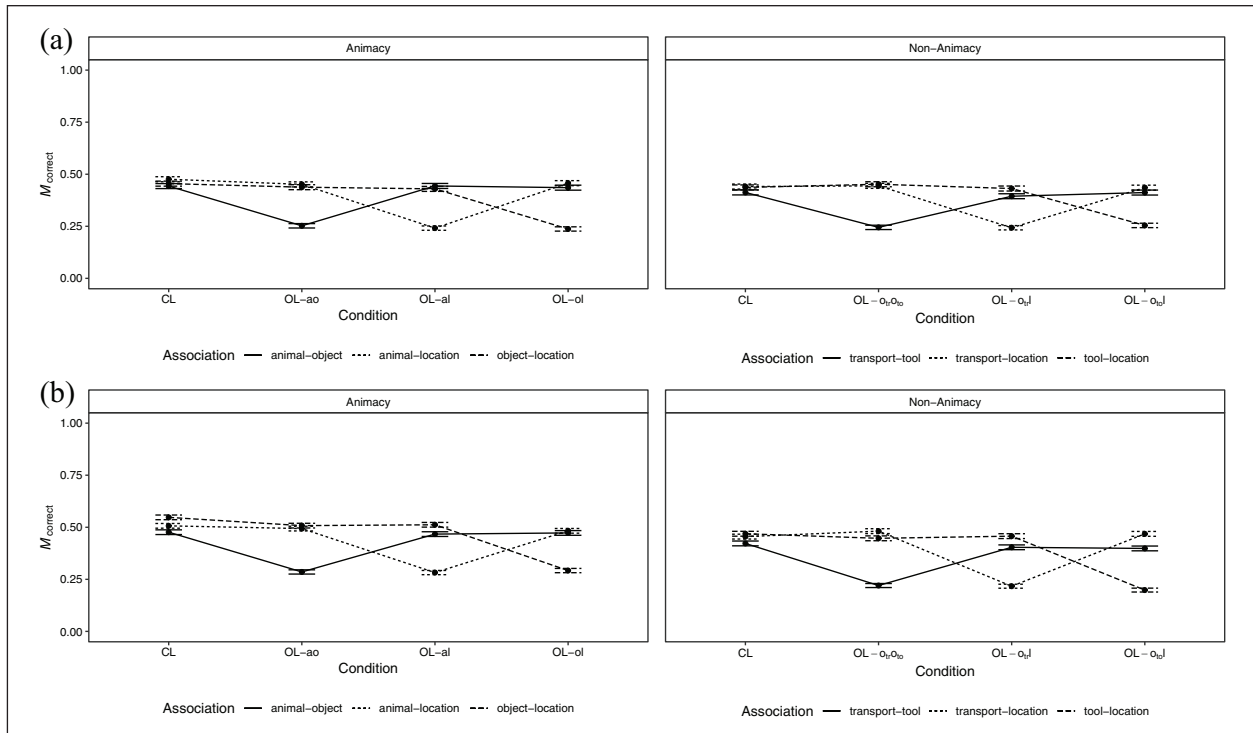 (a)
Animacy
Non-Animacy
1.00
0.75
0.50
0.25
0.00
M correct
CL
OL−ao
OL−al
OL−ol
Condition
CL
OL − otroto
OL − otrl
OL − otol
Condition
Association animal−object animal−location object−location
Association transport−tool transport−location tool−location
(b)
Animacy
Non-Animacy
1.00
0.75
0.50
0.25
0.00
M correct
CL
OL−ao
OL−al
OL−ol
Condition
CL
OL − otroto
OL − otrl
OL − otol
Condition
Association animal−object animal−location object−location
Association transport−tool transport−location tool−location